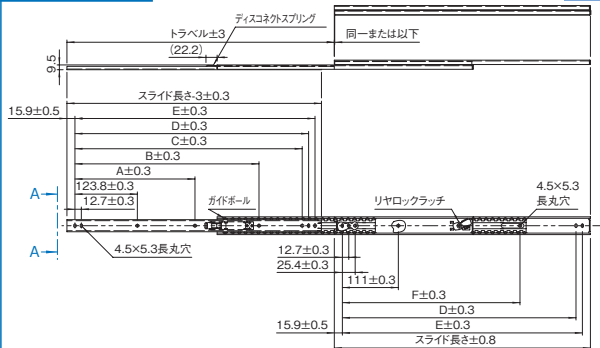 ディスコネクトスプリング
トラベル±3
同一または以下
(22.2)
9.5
スライド長さ-3±0.3
15.9±0.5
E±0.3
D±0.3
C±0.3
B±0.3
A±0.3
123.8±0.3
12.7±0.3
A
ガイドボール
リヤロックラッチ
4.5×5.3
長丸穴
A
4.5×5.3長丸穴
12.7±0.3
25.4±0.3
111±0.3
F±0.3
D±0.3
15.9±0.5
E±0.3
スライド長さ±0.8